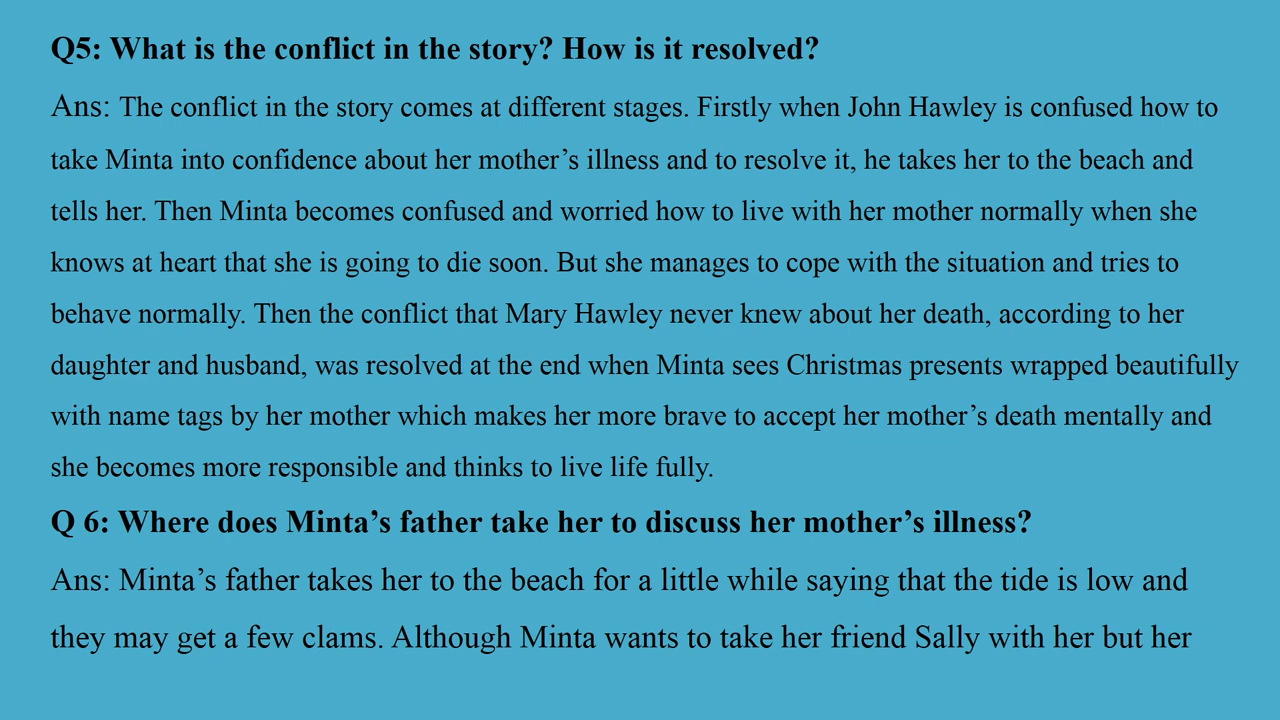 Q5: What is the conflict in the story? How is it resolved?
Ans: The conflict in the story comes at different stages. Firstly when John Hawley is confused how to
take Minta into confidence about her mother’s illness and to resolve it, he takes her to the beach and
tells her. Then Minta becomes confused and worried how to live with her mother normally when she
knows at heart that she is going to die soon. But she manages to cope with the situation and tries to
behave normally. Then the conflict that Mary Hawley never knew about her death, according to her
daughter and husband, was resolved at the end when Minta sees Christmas presents wrapped beautifully
with name tags by her mother which makes her more brave to accept her mother’s death mentally and
she becomes more responsible and thinks to live life fully.
Q 6: Where does Minta’s father take her to discuss her mother’s illness?
Ans: Minta’s father takes her to the beach for a little while saying that the tide is low and
they may get a few clams. Although Minta wants to take her friend Sally with her but her